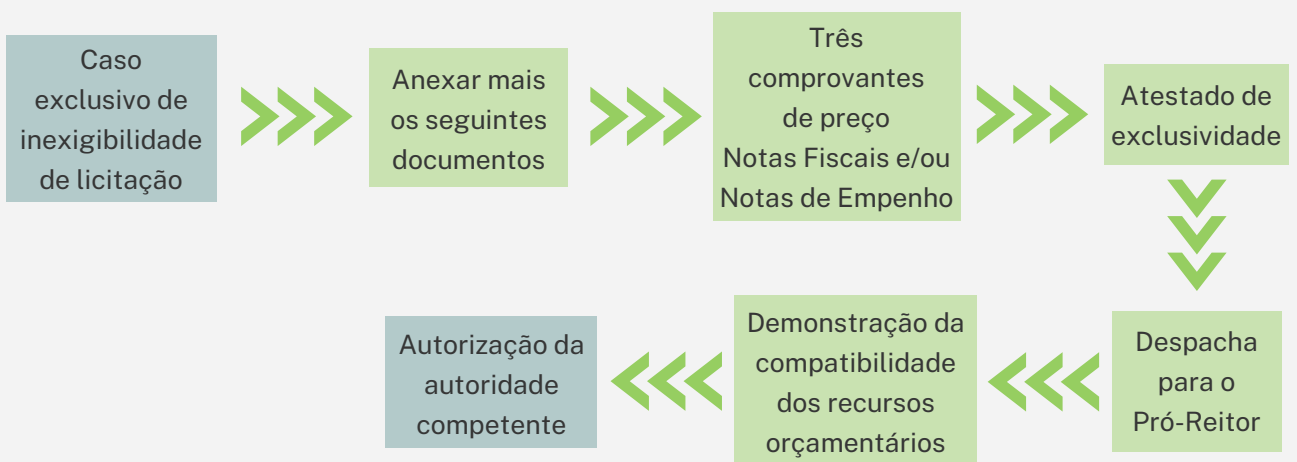 Caso
exclusivo de
inexigibilidade
de licitação
Anexar mais
os seguintes
documentos
Três
comprovantes
de preço
Notas Fiscais e/ou
Notas de Empenho
Atestado de
exclusividade
Despacha
para o
Pró-Reitor
Demonstração da
compatibilidade
dos recursos
orçamentários
Autorização da
autoridade
competente